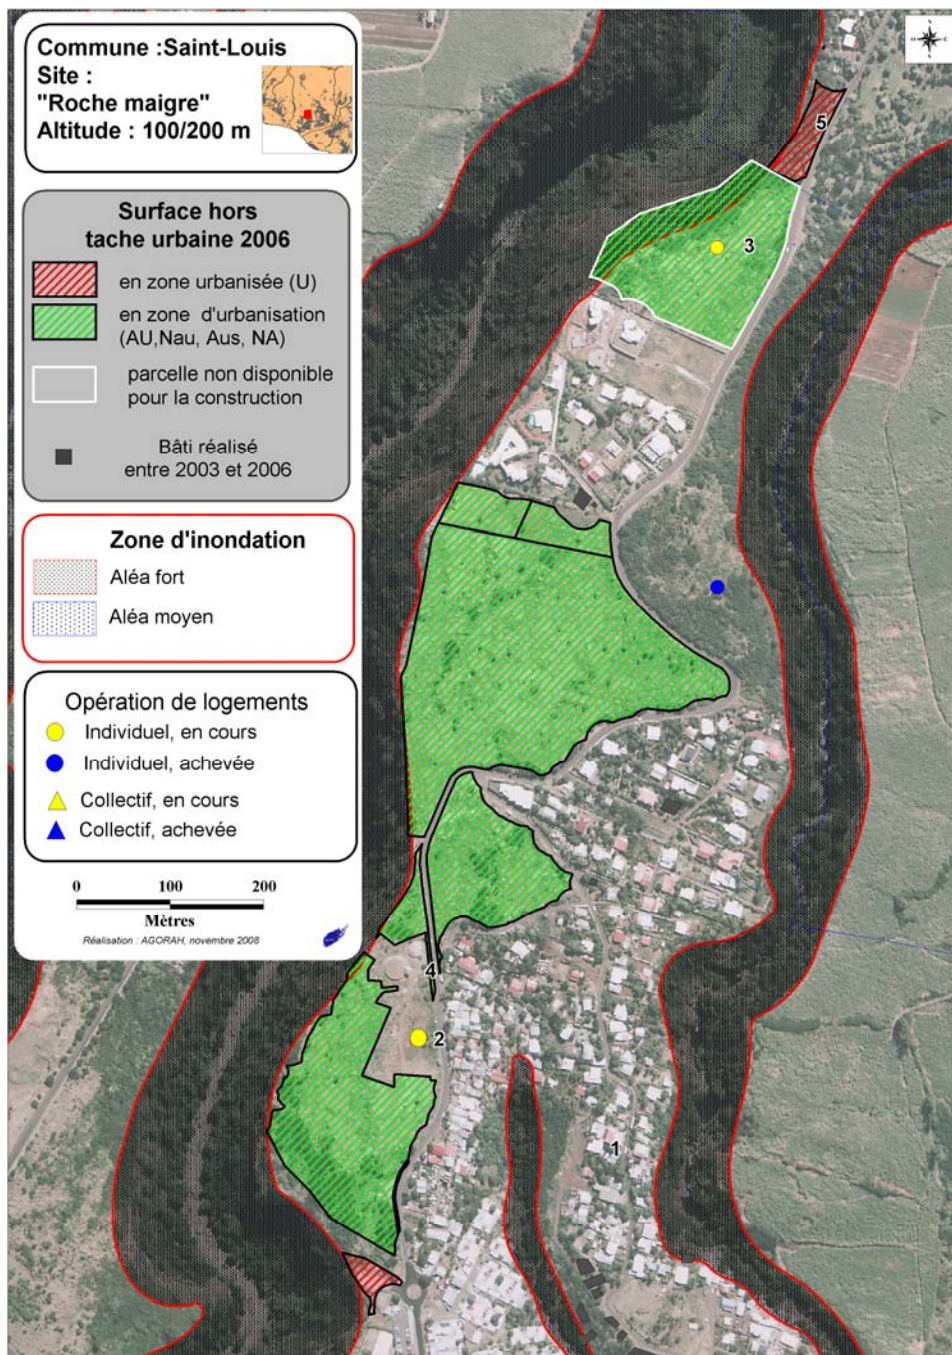 Commune :Saint-Louis
Site :
"Roche maigre"
Altitude : 100/200 m
Surface hors
tache urbaine 2006
en zone urbanisée (U)
en zone d'urbanisation
(AU,Nau, Aus, NA)
parcelle non disponible
pour la construction
Bâti réalisé
entre 2003 et 2006
Zone d'inondation
Aléa fort
Aléa moyen
Opération de logements
Individuel, en cours
Individuel, achevée
Collectif, en cours
Collectif, achevée
0 100 200
Mètres
Réalisation : AGORAH, novembre 2008
5
3
4
2
1